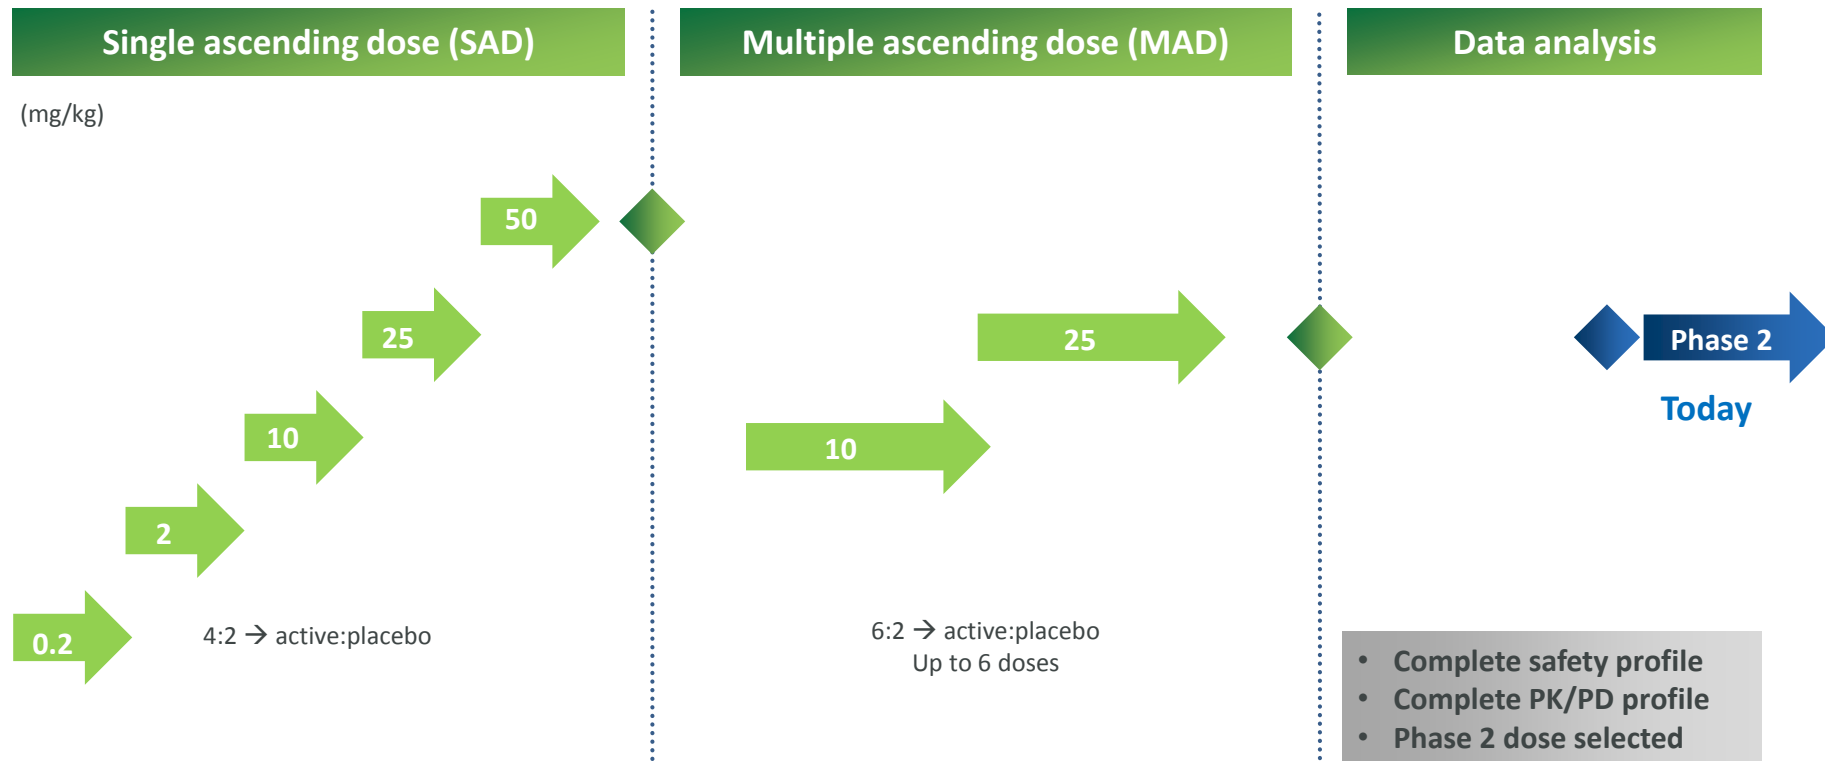 Single ascending dose (SAD)
Multiple ascending dose (MAD)
Data analysis
(mg/kg)
50
25
10
2
0.2
4:2 → active:placebo
25
10
6:2 → active:placebo
Up to 6 doses
Phase 2
Today
• Complete safety profile
• Complete PK/PD profile
• Phase 2 dose selected